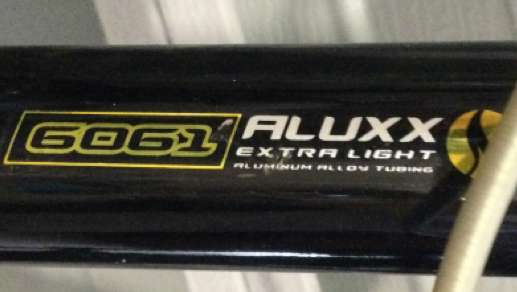 6061
ALUXX
EXTRA LIGHT
ALUMINUM ALLOY TUBING